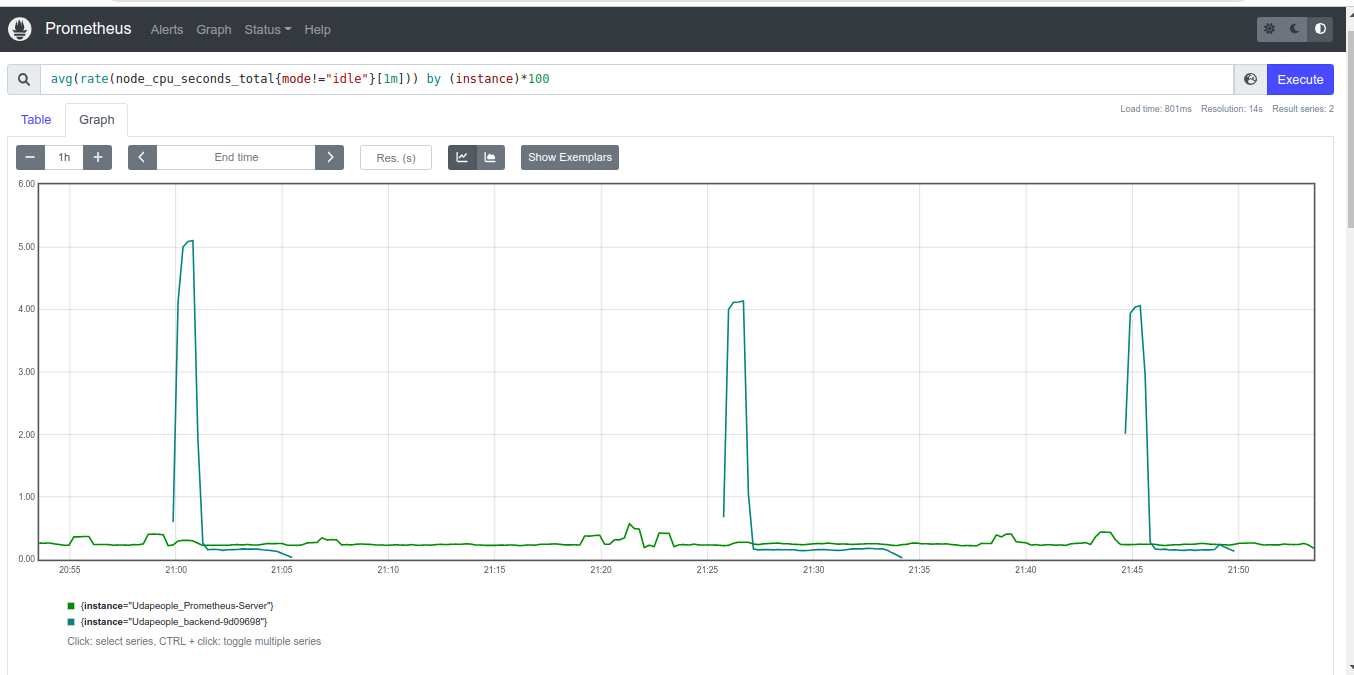 Prometheus Alerts Graph Status Help
avg(rate(node_cpu_seconds_total{mode!="idle"}[1m])) by (instance)*100 Execute
Load time: 801ms Resolution: 14s Result series: 2
Table Graph
1h End time Res. (s) Show Exemplars
6.00
5.00
4.00
3.00
2.00
1.00
0.00
20:55 21:00 21:05 21:10 21:15 21:20 21:25 21:30 21:35 21:40 21:45 21:50
{instance="Udapeople_Prometheus-Server"}
{instance="Udapeople_backend-9d09698"}
Click: select series, CTRL + click: toggle multiple series